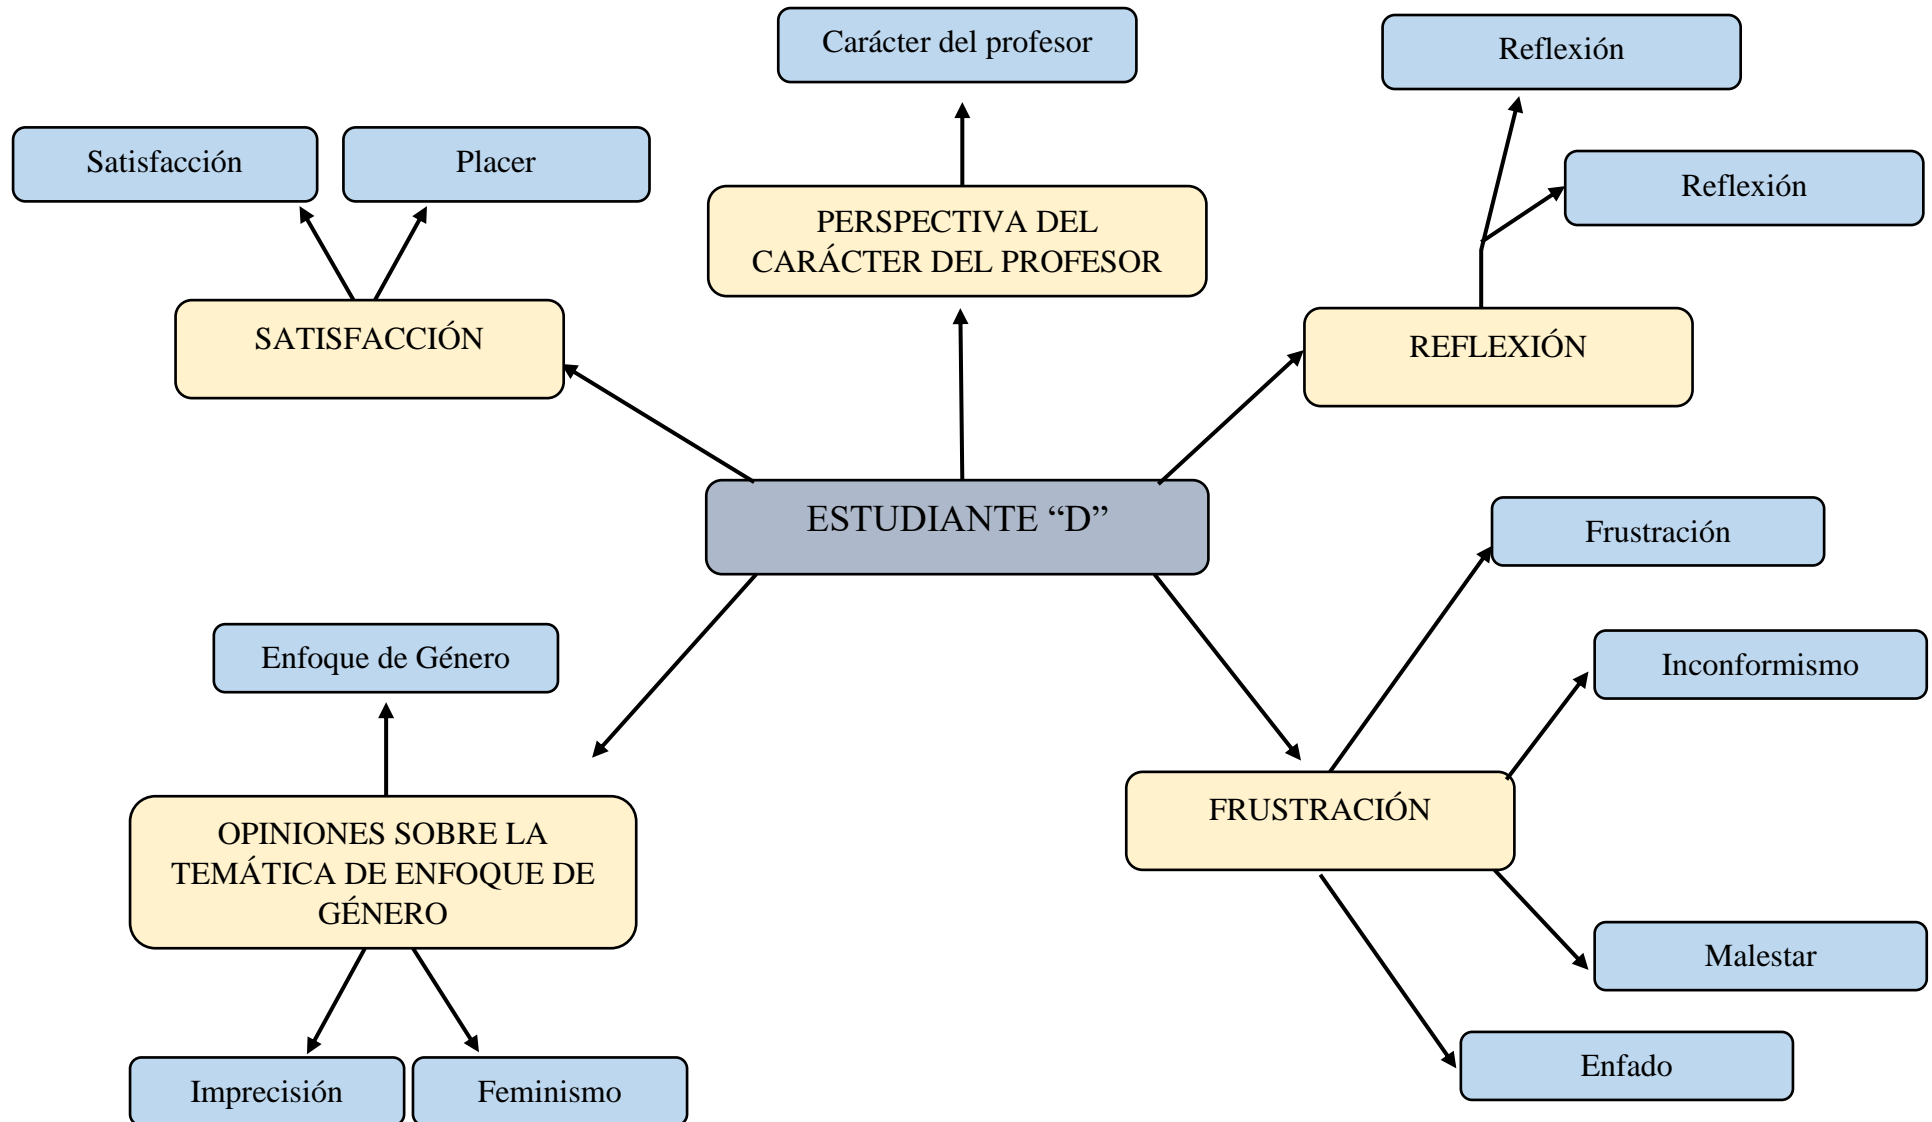 Carácter del profesor
Reflexión
Satisfacción
Placer
Reflexión
PERSPECTIVA DEL
CARÁCTER DEL PROFESOR
SATISFACCIÓN
REFLEXIÓN
ESTUDIANTE “D”
Frustración
Enfoque de Género
Inconformismo
FRUSTRACIÓN
OPINIONES SOBRE LA
TEMÁTICA DE ENFOQUE DE
GÉNERO
Malestar
Enfado
Imprecisión
Feminismo